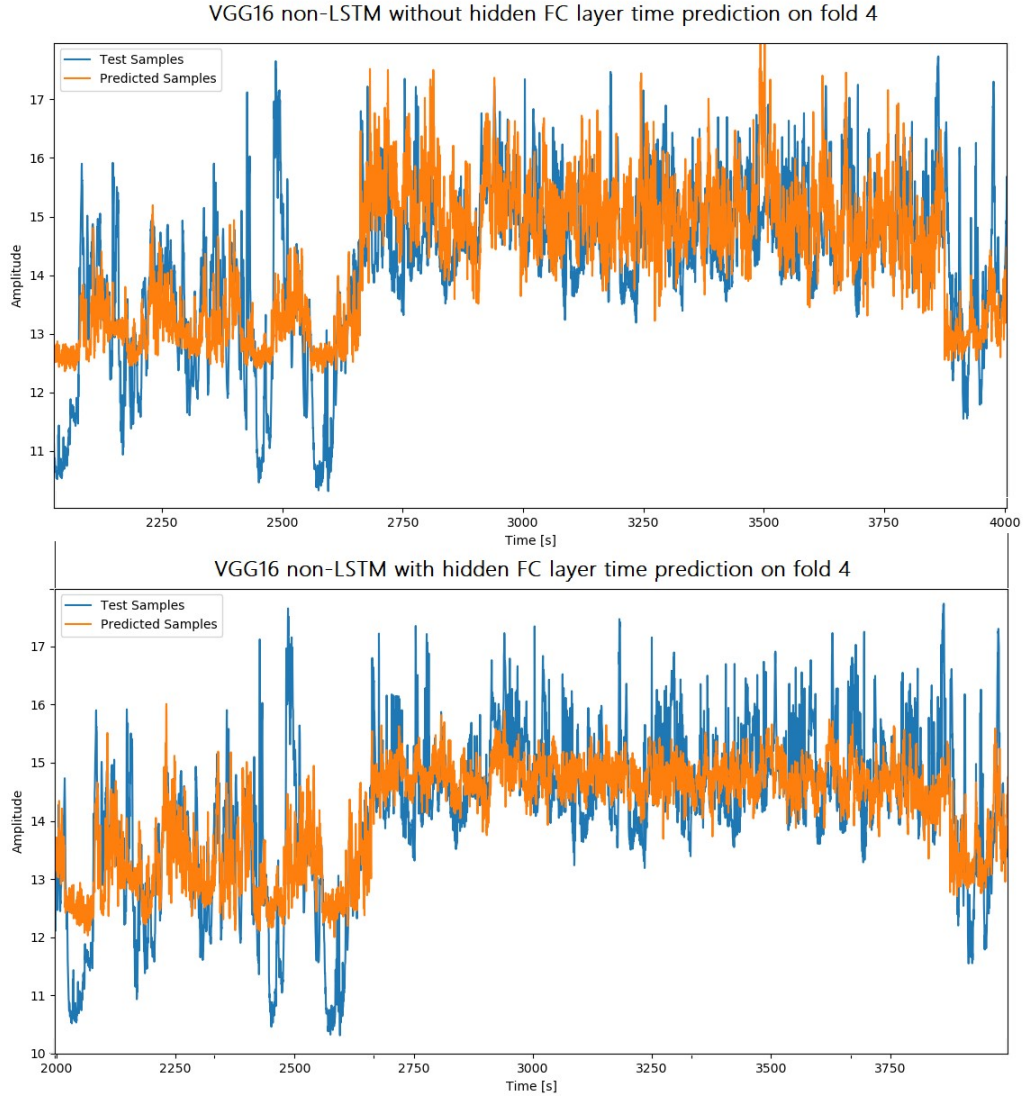 VGG16 non-LSTM without hidden FC layer time prediction on fold 4
Test Samples
Predicted Samples
17
16
15
14
13
12
11
Amplitude
2250 2500 2750 3000 3250 3500 3750 4000
Time [s]
VGG16 non-LSTM with hidden FC layer time prediction on fold 4
Test Samples
Predicted Samples
17
16
15
14
13
12
11
10
Amplitude
2000 2250 2500 2750 3000 3250 3500 3750
Time [s]